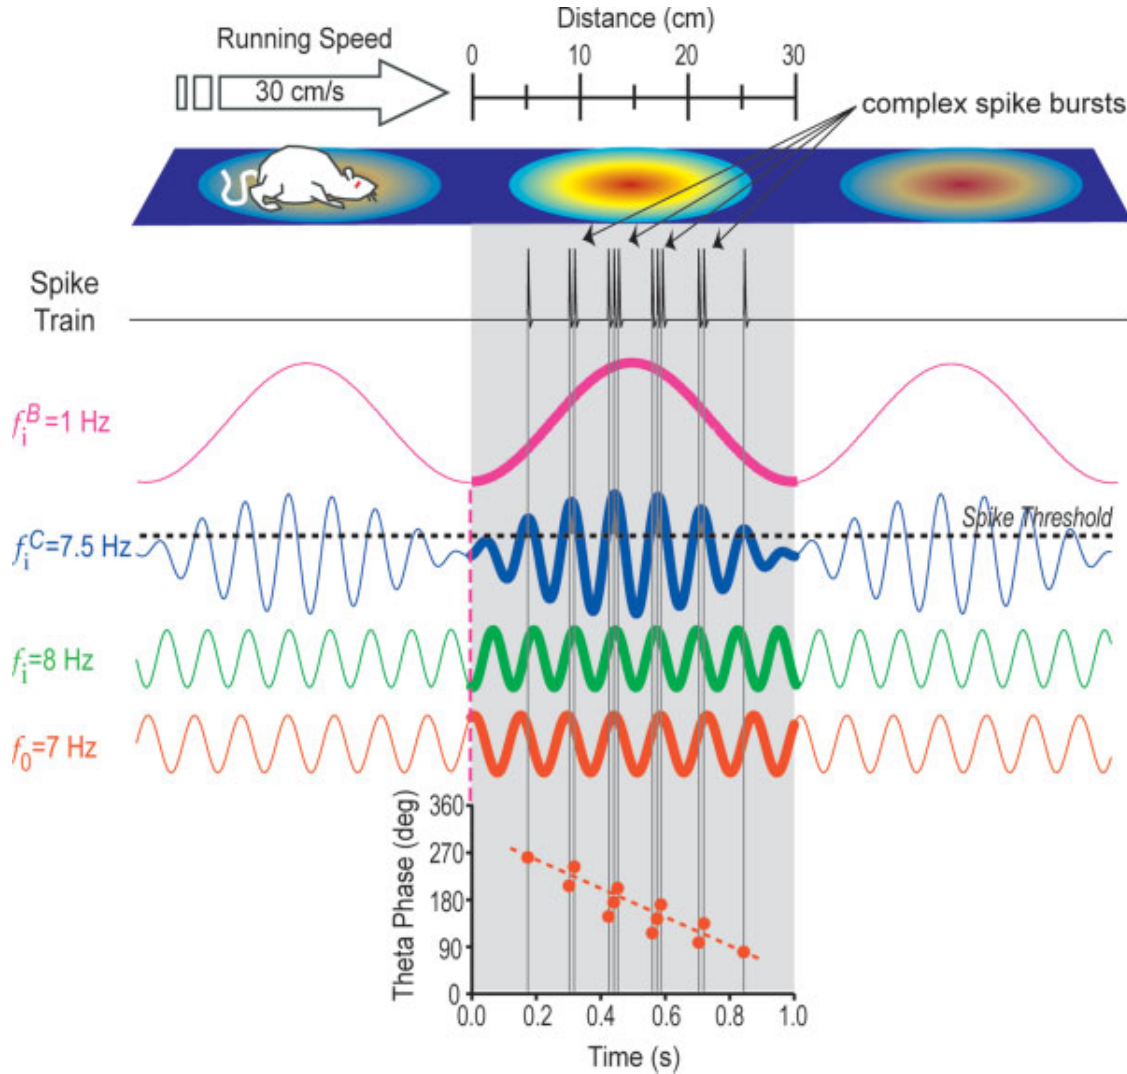 Distance (cm)
Running Speed
0 10 20 30
30 cm/s
complex spike bursts
Spike
Train
f_i^B=1 Hz
Spike Threshold
f_i^C=7.5 Hz
f_i=8 Hz
f_0=7 Hz
Theta Phase (deg)
360
270
180
90
0
0.0 0.2 0.4 0.6 0.8 1.0
Time (s)